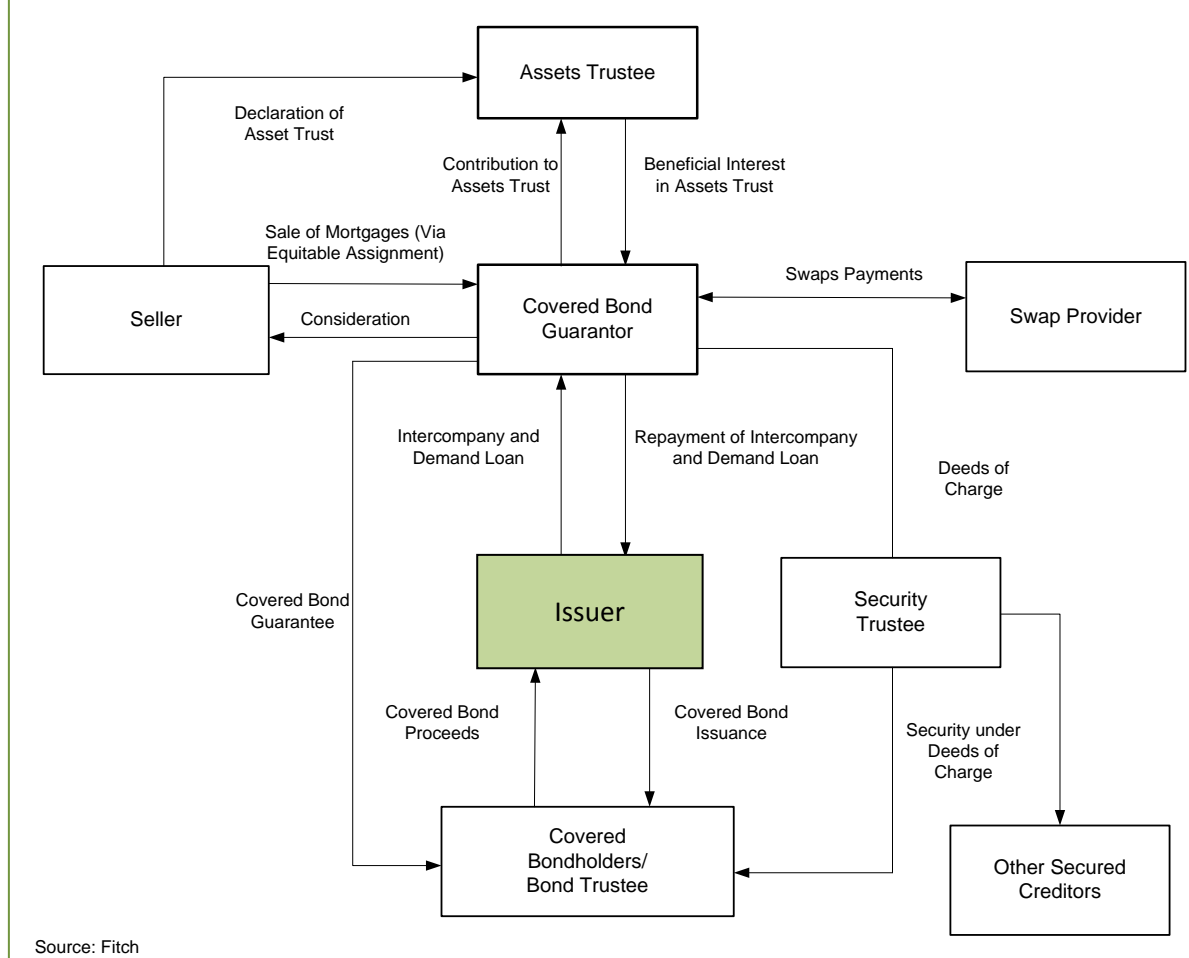 Assets Trustee
Declaration of
Asset Trust
Contribution to
Assets Trust
Beneficial Interest
in Assets Trust
Sale of Mortgages (Via
Equitable Assignment)
Seller
Consideration
Covered Bond
Guarantor
Swaps Payments
Swap Provider
Intercompany and
Demand Loan
Repayment of Intercompany
and Demand Loan
Deeds of
Charge
Covered Bond
Guarantee
Issuer
Security
Trustee
Covered Bond
Proceeds
Covered Bond
Issuance
Security under
Deeds of
Charge
Covered
Bondholders/
Bond Trustee
Other Secured
Creditors
Source: Fitch